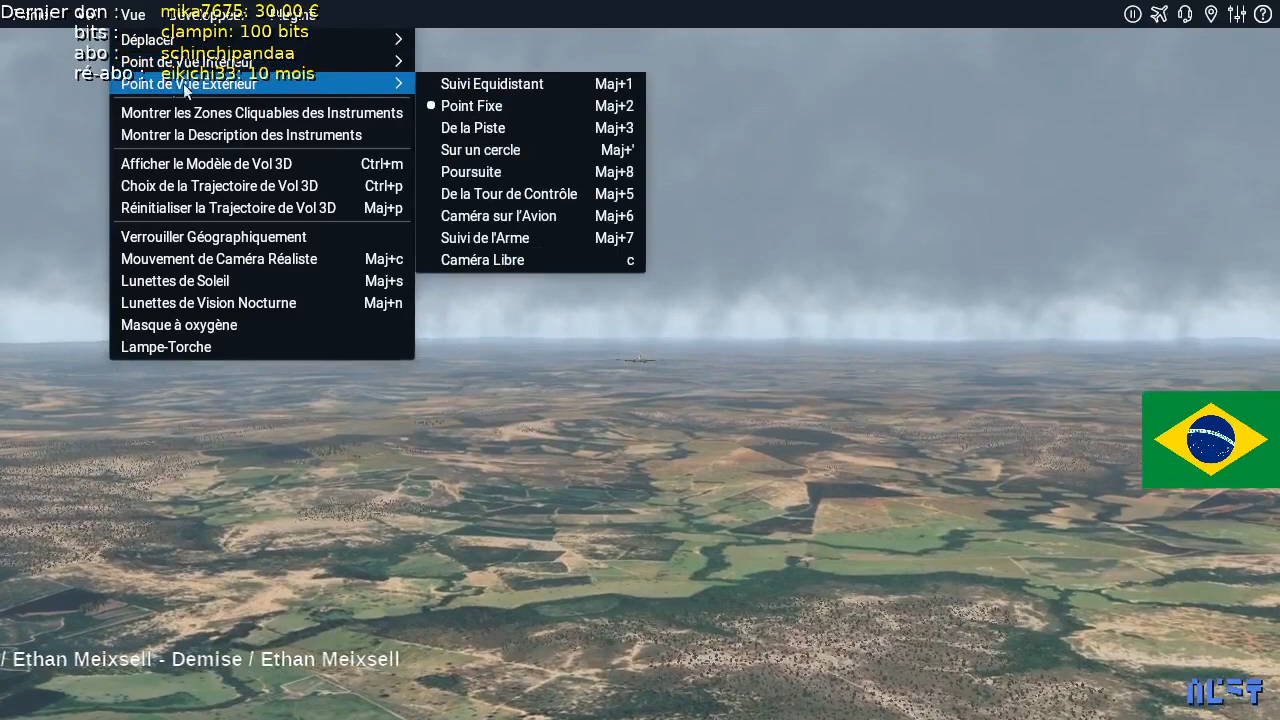 Dernier don : mika7675: 30.00 €
bits : clampin: 100 bits
abo : schinchipandaa
ré-abo : eikichi33: 10 mois
Vue
Déplacer
Point de Vue Intérieur
Point de Vue Extérieur
Montrer les Zones Cliquables des Instruments
Montrer la Description des Instruments
Afficher le Modèle de Vol 3D Ctrl+m
Choix de la Trajectoire de Vol 3D Ctrl+p
Réinitialiser la Trajectoire de Vol 3D Maj+p
Verrouiller Géographiquement
Mouvement de Caméra Réaliste Maj+c
Lunettes de Soleil Maj+s
Lunettes de Vision Nocturne Maj+n
Masque à oxygène
Lampe-Torche
Suivi Equidistant Maj+1
Point Fixe Maj+2
De la Piste Maj+3
Sur un cercle Maj+'
Poursuite Maj+8
De la Tour de Contrôle Maj+5
Caméra sur l'Avion Maj+6
Suivi de l'Arme Maj+7
Caméra Libre c
/ Ethan Meixsell - Demise / Ethan Meixsell